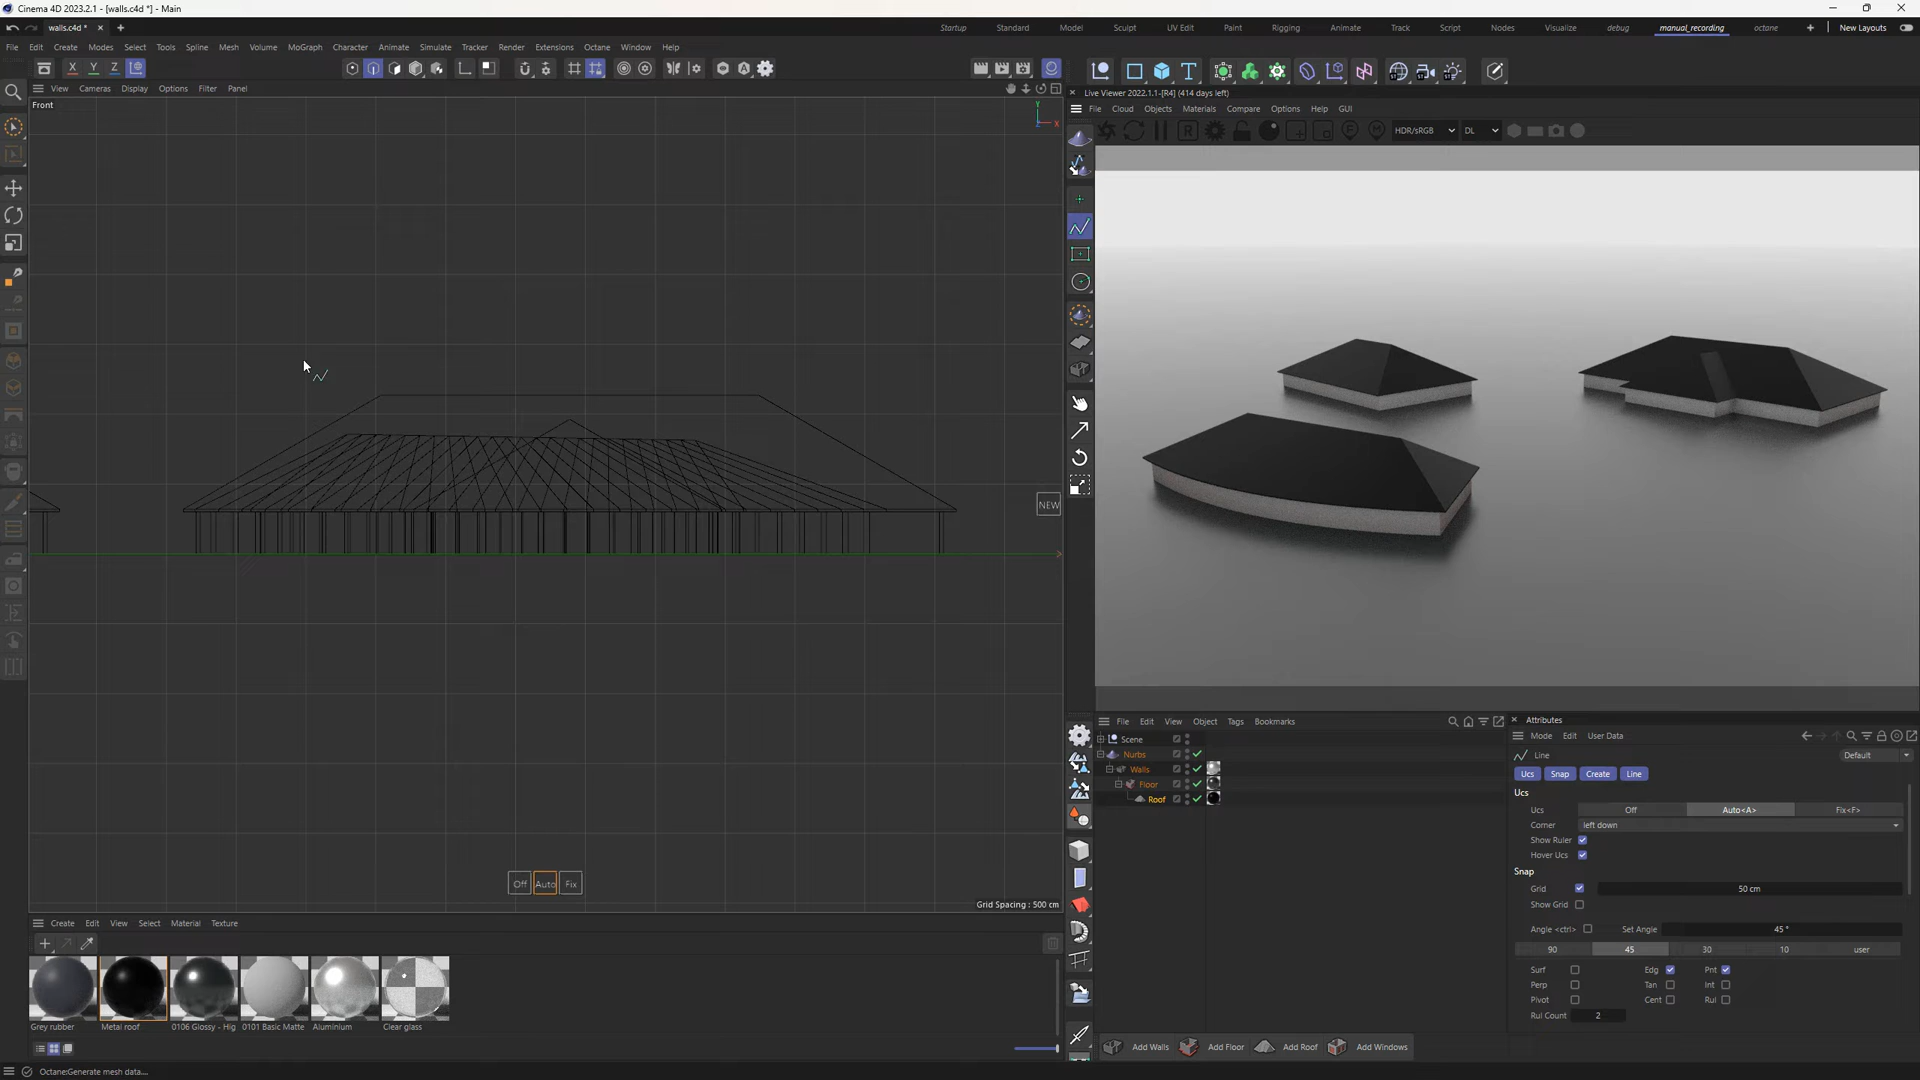 Cinema 4D 2023.2.1 - [walls.c4d *] - Main
walls.c4d *
Startup Standard Model Sculpt UV Edit Paint Rigging Animate Track Script Nodes Visualize debug manual_recording octane New Layouts
File Edit Create Modes Select Tools Spline Mesh Volume MoGraph Character Animate Simulate Tracker Render Extensions Octane Window Help
X Y Z
View Cameras Display Options Filter Panel
Front
Y
X
NEW
Off Auto Fix
Grid Spacing : 500 cm
Live Viewer 2022.1.1-[R4] (414 days left)
File Cloud Objects Materials Compare Options Help GUI
HDR/sRGB DL
File Edit View Object Tags Bookmarks
Scene
Nurbs
Walls
Floor
Roof
Add Walls Add Floor Add Roof Add Windows
Attributes
Mode Edit User Data
Line Default
Ucs Snap Create Line
Ucs
Ucs Off Auto<A> Fix<F>
Corner left down
Show Ruler
Hover Ucs
Snap
Grid 50 cm
Show Grid
Angle <ctrl> Set Angle 45 °
90 45 30 10 user
Surf Edg Pnt
Perp Tan Int
Pivot Cent Rul
Rul Count 2
Create Edit View Select Material Texture
Grey rubber Metal roof 0106 Glossy - Hig 0101 Basic Matte Aluminium Clear glass
Octane:Generate mesh data....